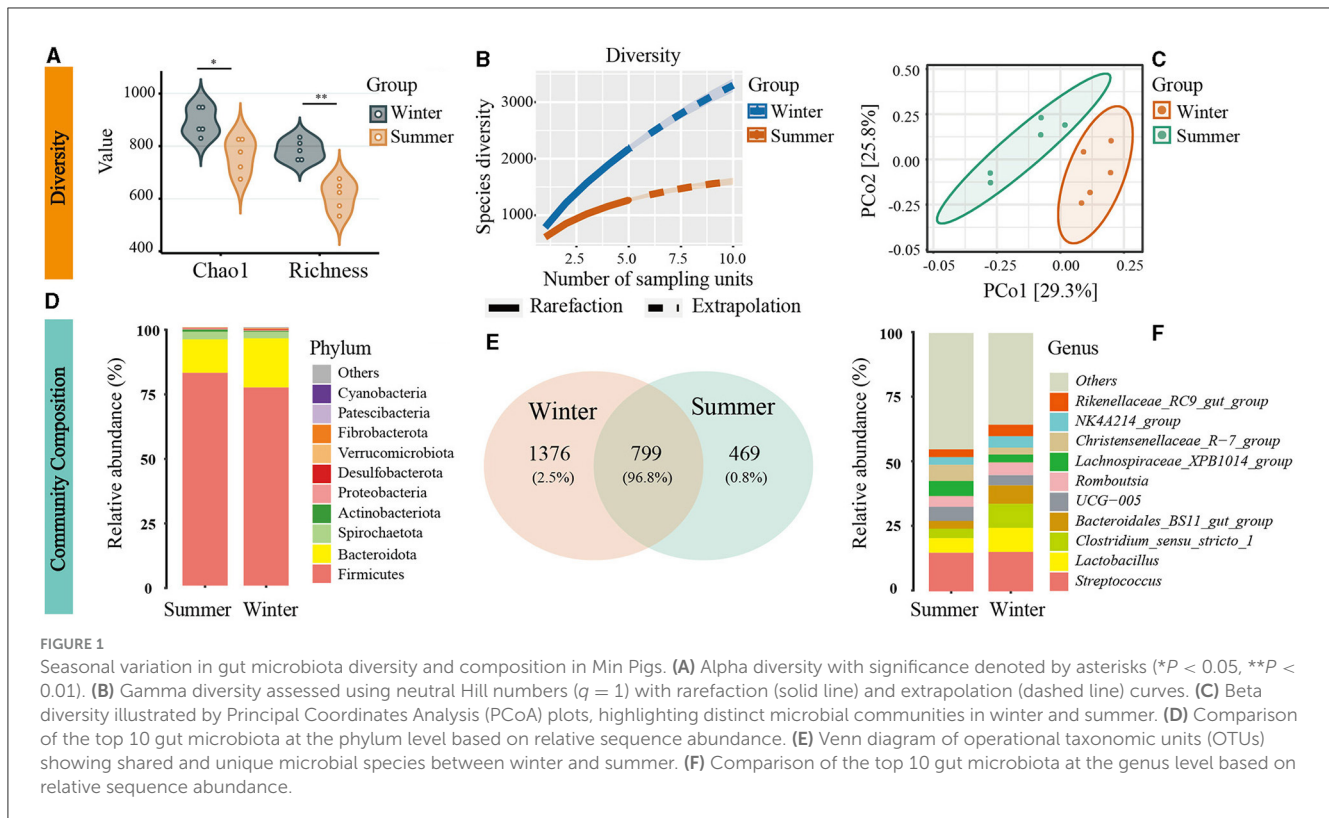 A
Diversity
Value
1000
800
600
400
*
**
Chao1
Richness
Group
Winter
Summer
B
Diversity
Species diversity
3000
2000
1000
2.5
5.0
7.5
10.0
Number of sampling units
Group
Winter
Summer
Rarefaction
Extrapolation
C
PCo2 [25.8%]
0.50
0.25
0.00
-0.25
-0.05
-0.05
-0.25
0.00
0.25
PCo1 [29.3%]
Group
Winter
Summer
D
Community Composition
Relative abundance (%)
100
75
50
25
0
Summer
Winter
Phylum
Others
Cyanobacteria
Patescibacteria
Fibrobacterota
Verrucomicrobiota
Desulfobacterota
Proteobacteria
Actinobacteriota
Spirochaetota
Bacteroidota
Firmicutes
E
Winter
Summer
1376
(2.5%)
799
(96.8%)
469
(0.8%)
F
Relative abundance (%)
100
75
50
25
0
Summer
Winter
Genus
Others
Rikenellaceae_RC9_gut_group
NK4A214_group
Christensenellaceae_R−7_group
Lachnospiraceae_XPB1014_group
Romboutsia
UCG-005
Bacteroidales_BS11_gut_group
Clostridium_sensu_stricto_1
Lactobacillus
Streptococcus
FIGURE 1
Seasonal variation in gut microbiota diversity and composition in Min Pigs. (A) Alpha diversity with significance denoted by asterisks (*P < 0.05, **P <
0.01). (B) Gamma diversity assessed using neutral Hill numbers (q = 1) with rarefaction (solid line) and extrapolation (dashed line) curves. (C) Beta
diversity illustrated by Principal Coordinates Analysis (PCoA) plots, highlighting distinct microbial communities in winter and summer. (D) Comparison
of the top 10 gut microbiota at the phylum level based on relative sequence abundance. (E) Venn diagram of operational taxonomic units (OTUs)
showing shared and unique microbial species between winter and summer. (F) Comparison of the top 10 gut microbiota at the genus level based on
relative sequence abundance.